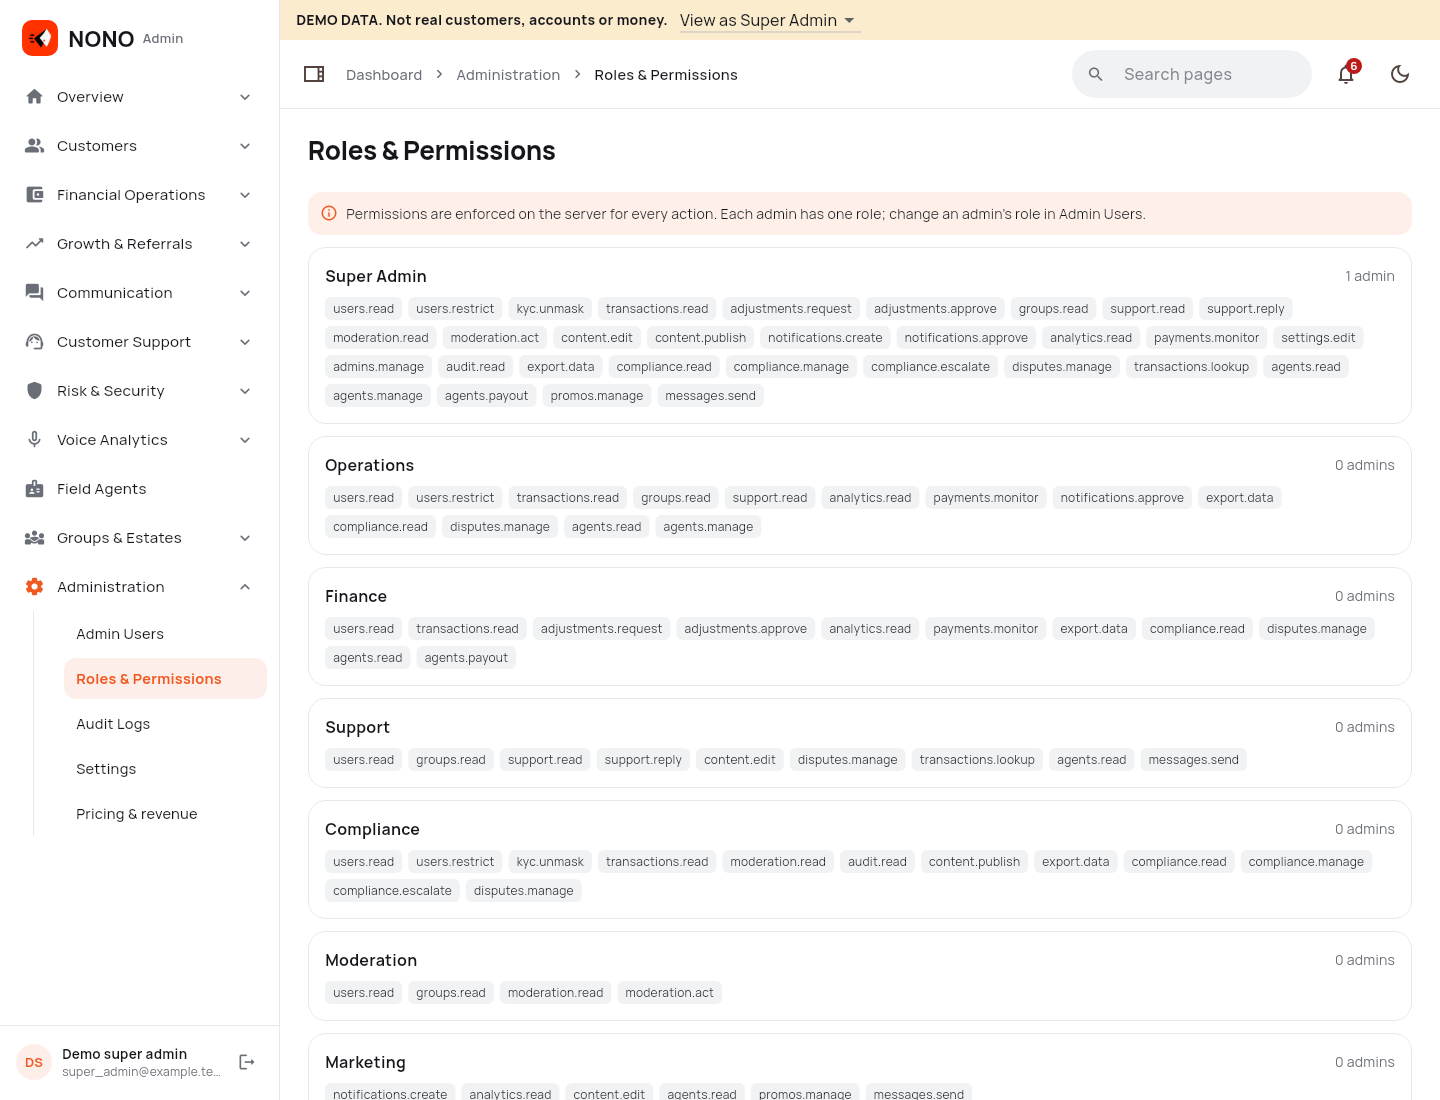 NONO Admin
DEMO DATA. Not real customers, accounts or money. View as Super Admin
Dashboard Administration Roles & Permissions
Search pages
6
Overview
Customers
Financial Operations
Growth & Referrals
Communication
Customer Support
Risk & Security
Voice Analytics
Field Agents
Groups & Estates
Administration
Admin Users
Roles & Permissions
Audit Logs
Settings
Pricing & revenue
DS
Demo super admin
super_admin@example.te...
Roles & Permissions
Permissions are enforced on the server for every action. Each admin has one role; change an admin's role in Admin Users.
Super Admin 1 admin
users.read users.restrict kyc.unmask transactions.read adjustments.request adjustments.approve groups.read support.read support.reply
moderation.read moderation.act content.edit content.publish notifications.create notifications.approve analytics.read payments.monitor settings.edit
admins.manage audit.read export.data compliance.read compliance.manage compliance.escalate disputes.manage transactions.lookup agents.read
agents.manage agents.payout promos.manage messages.send
Operations 0 admins
users.read users.restrict transactions.read groups.read support.read analytics.read payments.monitor notifications.approve export.data
compliance.read disputes.manage agents.read agents.manage
Finance 0 admins
users.read transactions.read adjustments.request adjustments.approve analytics.read payments.monitor export.data compliance.read disputes.manage
agents.read agents.payout
Support 0 admins
users.read groups.read support.read support.reply content.edit disputes.manage transactions.lookup agents.read messages.send
Compliance 0 admins
users.read users.restrict kyc.unmask transactions.read moderation.read audit.read content.publish export.data compliance.read compliance.manage
compliance.escalate disputes.manage
Moderation 0 admins
users.read groups.read moderation.read moderation.act
Marketing 0 admins
notifications.create analytics.read content.edit agents.read promos.manage messages.send